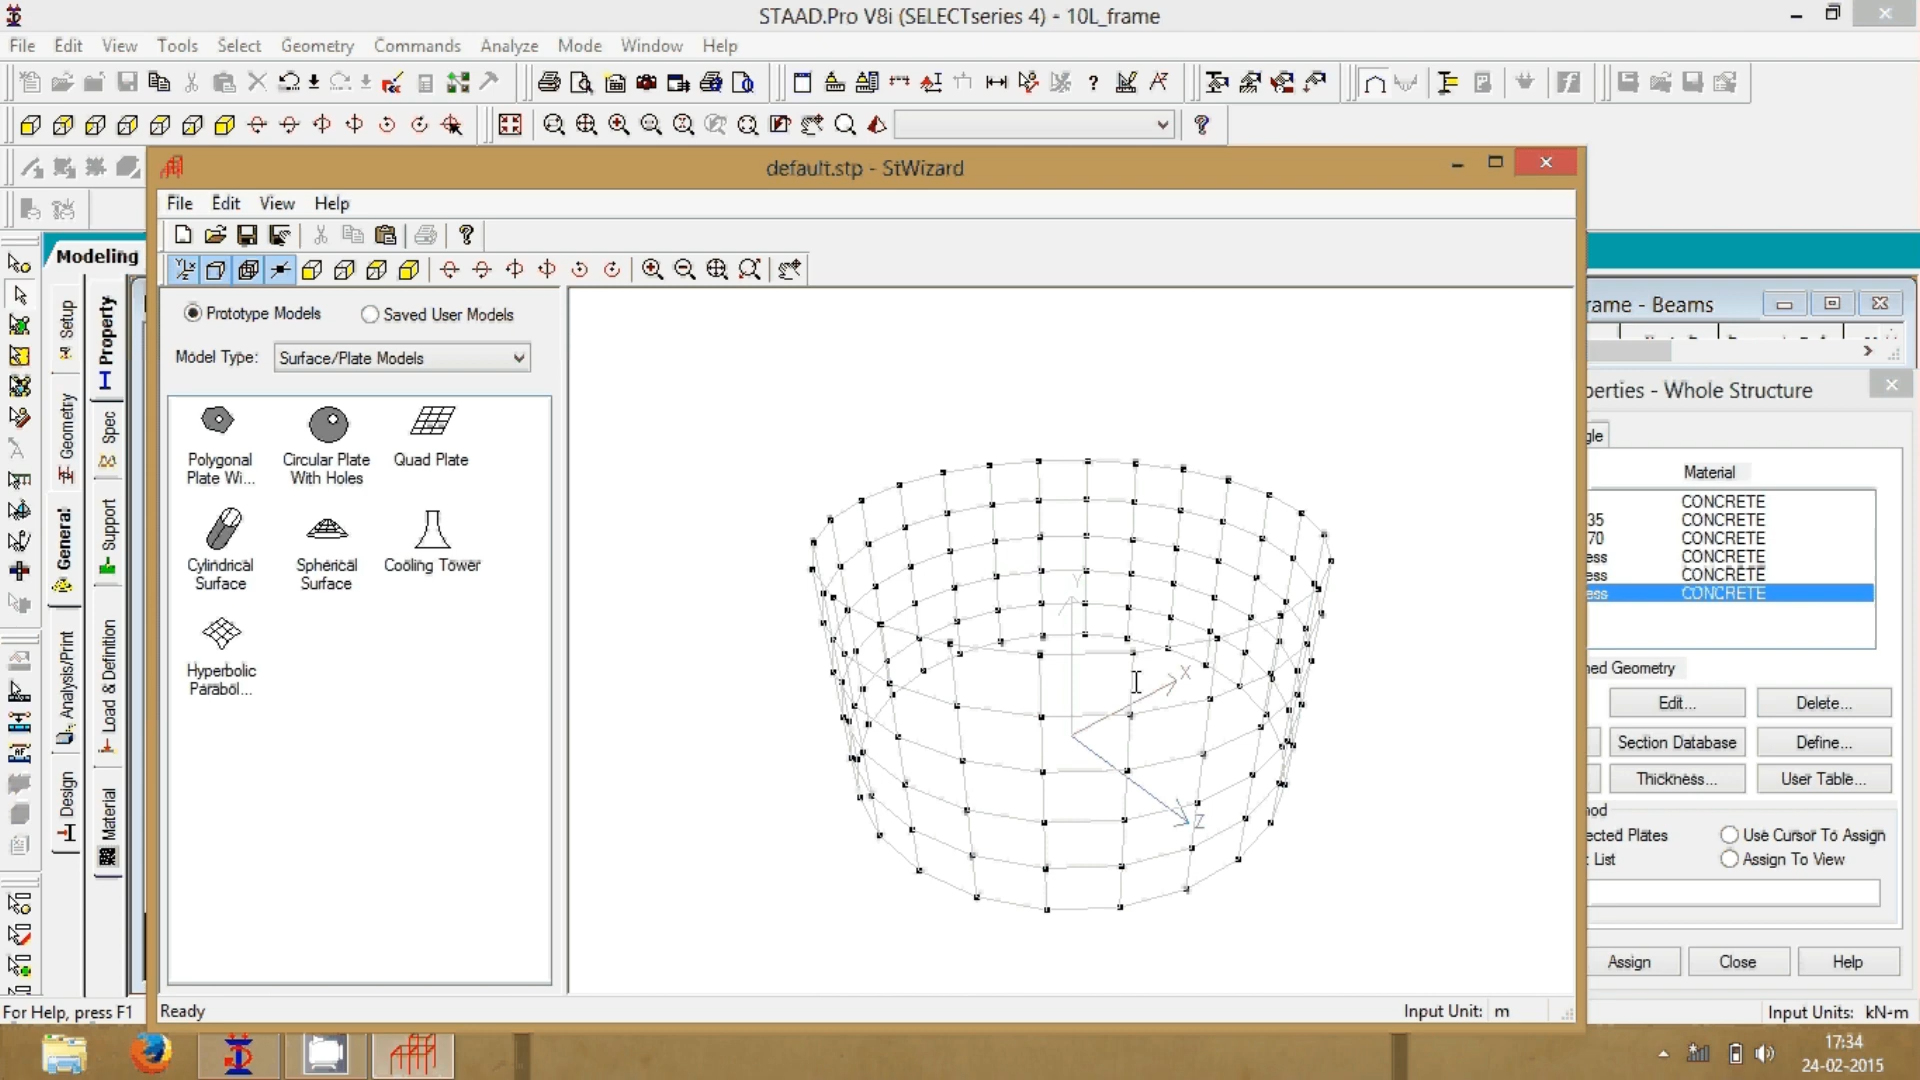 STAAD.Pro V8i (SELECTseries 4) - 10L_frame
File Edit View Tools Select Geometry Commands Analyze Mode Window Help
default.stp - StWizard
File Edit View Help
Modeling
Setup
Geometry
General
Analysis/Print
Design
Property
Spec
Support
Load & Definition
Material
Prototype Models
Saved User Models
Model Type: Surface/Plate Models
Polygonal
Plate Wi...
Circular Plate
With Holes
Quad Plate
Cylindrical
Surface
Spherical
Surface
Cooling Tower
Hyperbolic
Parabol...
Y
X
Z
Ready
Input Unit: m
rame - Beams
perties - Whole Structure
gle
Material
CONCRETE
35 CONCRETE
70 CONCRETE
ess CONCRETE
ess CONCRETE
ess CONCRETE
ned Geometry
Edit... Delete...
Section Database Define...
Thickness... User Table...
hod
ected Plates Use Cursor To Assign
List Assign To View
Assign Close Help
For Help, press F1
Input Units: kN-m
17:34
24-02-2015